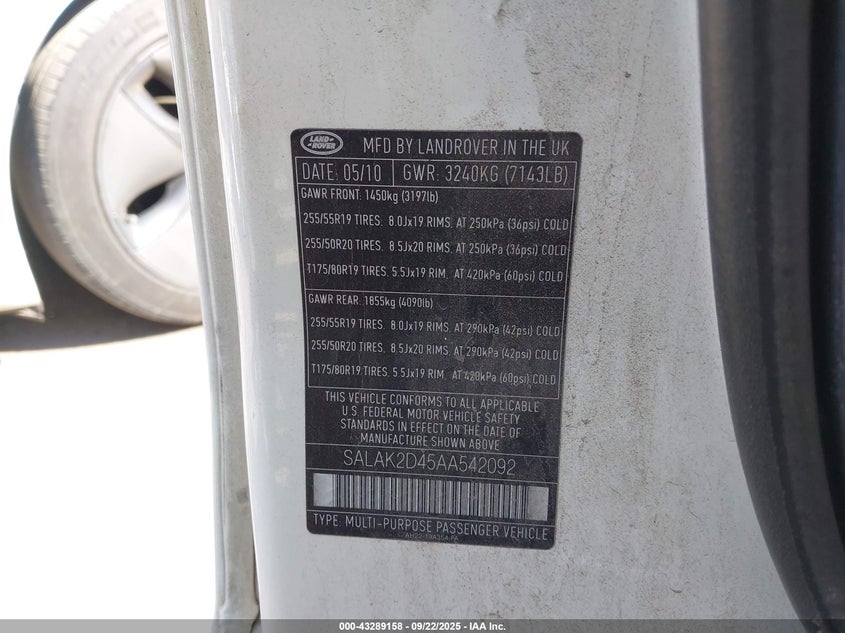 LAND-
ROVER
MFD BY LANDROVER IN THE UK
DATE: 05/10 GWR: 3240KG (7143LB)
GAWR FRONT: 1450kg (3197lb)
255/55R19 TIRES. 8.0Jx19 RIMS. AT 250kPa (36psi) COLD
255/50R20 TIRES. 8.5Jx20 RIMS. AT 250kPa (36psi) COLD
T175/80R19 TIRES. 5.5Jx19 RIM. AT 420kPa (60psi) COLD
GAWR REAR: 1855kg (4090lb)
255/55R19 TIRES. 8.0Jx19 RIMS. AT 290kPa (42psi) COLD
255/50R20 TIRES. 8.5Jx20 RIMS. AT 290kPa (42psi) COLD
T175/80R19 TIRES. 5.5Jx19 RIM. AT 420kPa (60psi) COLD
THIS VEHICLE CONFORMS TO ALL APPLICABLE
U.S. FEDERAL MOTOR VEHICLE SAFETY
STANDARDS IN EFFECT ON THE DATE OF
MANUFACTURE SHOWN ABOVE
SALAK2D45AA542092
TYPE: MULTI-PURPOSE PASSENGER VEHICLE
000-43289158 - 09/22/2025 - IAA Inc.